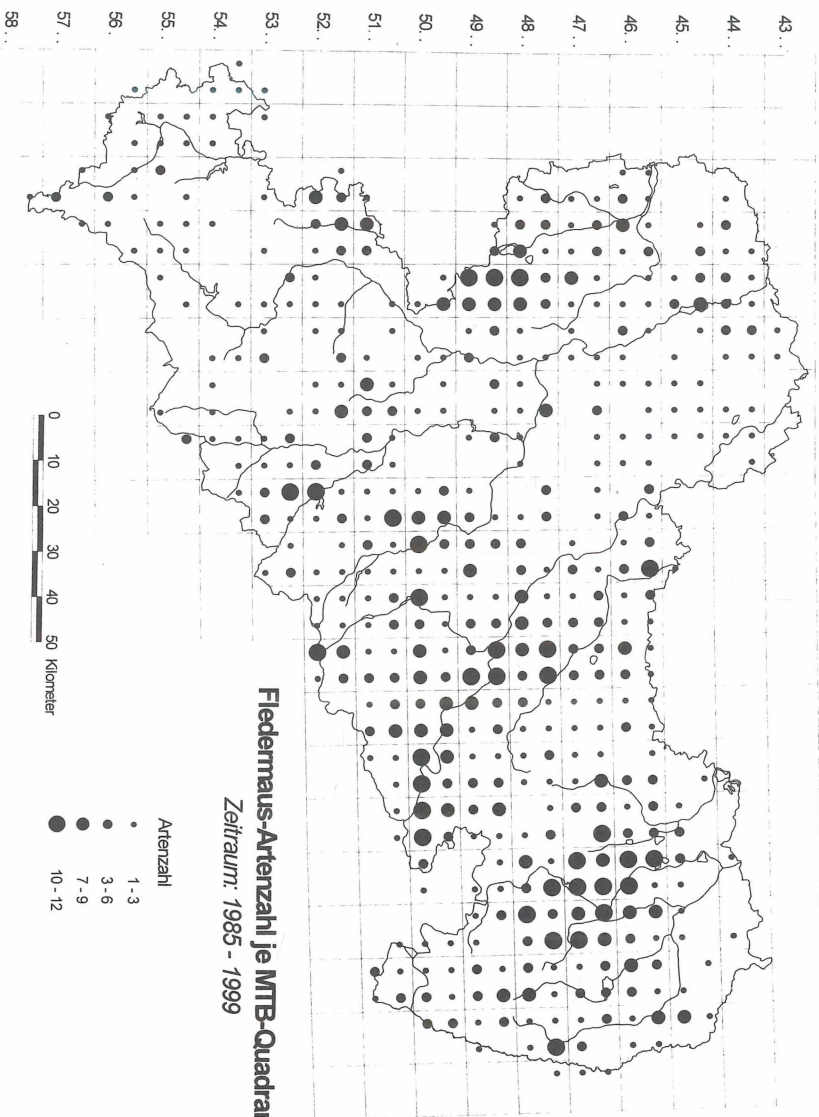 58..
57..
56..
55..
54..
53..
52..
51..
50..
49..
48..
47..
46..
45..
44..
43..
Fledermaus-Artenzahl je MTB-Quadran
Zeitraum: 1985 - 1999
0 10 20 30 40 50 Kilometer
Artenzahl
1 - 3
3 - 6
7 - 9
10 - 12